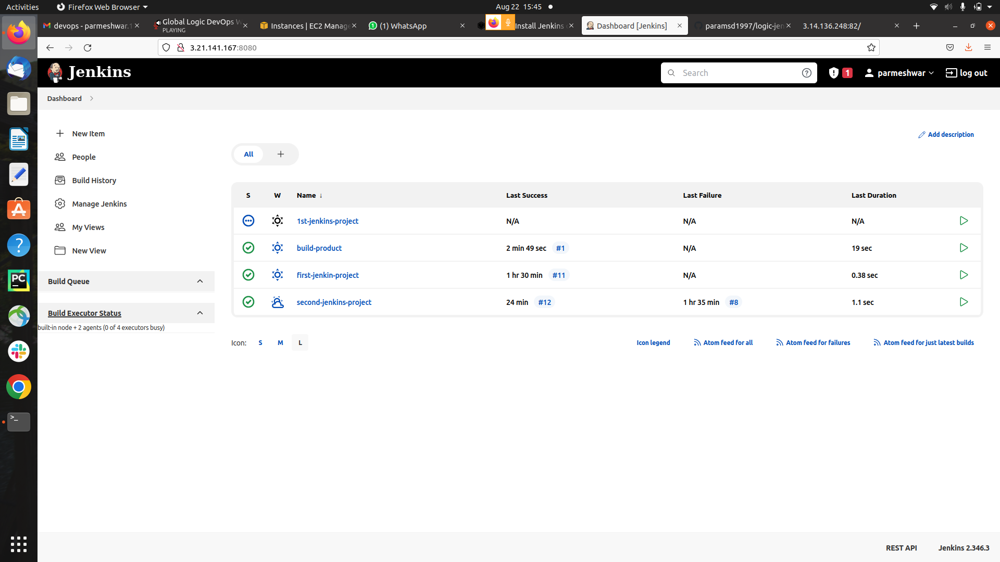 Activities Firefox Web Browser Aug 22 15:45
devops - parmeshwar.1 Global Logic DevOps W PLAYING Instances | EC2 Manage (1) WhatsApp Install Jenkins Dashboard [Jenkins] paramsd1997/logic-jen 3.14.136.248:82/
3.21.141.167:8080
Jenkins Search 1 parmeshwar log out
Dashboard
New Item
People
Build History
Manage Jenkins
My Views
New View
Build Queue
Build Executor Status
built-in node + 2 agents (0 of 4 executors busy)
Add description
All +
S W Name ↓ Last Success Last Failure Last Duration
1st-jenkins-project N/A N/A N/A
build-product 2 min 49 sec #1 N/A 19 sec
first-jenkin-project 1 hr 30 min #11 N/A 0.38 sec
second-jenkins-project 24 min #12 1 hr 35 min #8 1.1 sec
Icon: S M L Icon legend Atom feed for all Atom feed for failures Atom feed for just latest builds
REST API Jenkins 2.346.3